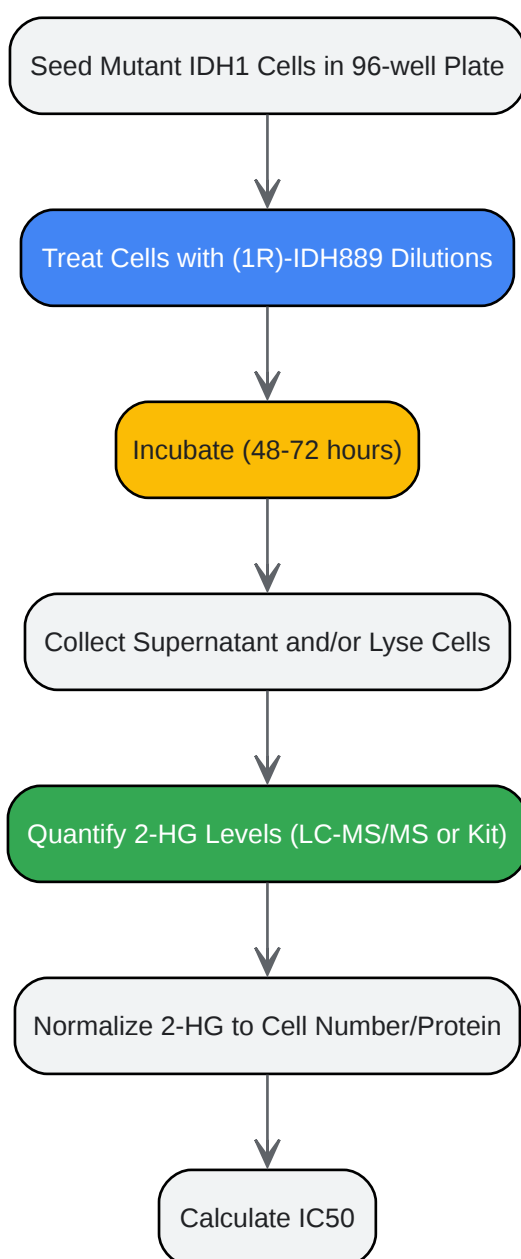 Seed Mutant IDH1 Cells in 96-well Plate
Treat Cells with (1R)-IDH889 Dilutions
Incubate (48-72 hours)
Collect Supernatant and/or Lyse Cells
Quantify 2-HG Levels (LC-MS/MS or Kit)
Normalize 2-HG to Cell Number/Protein
Calculate IC50